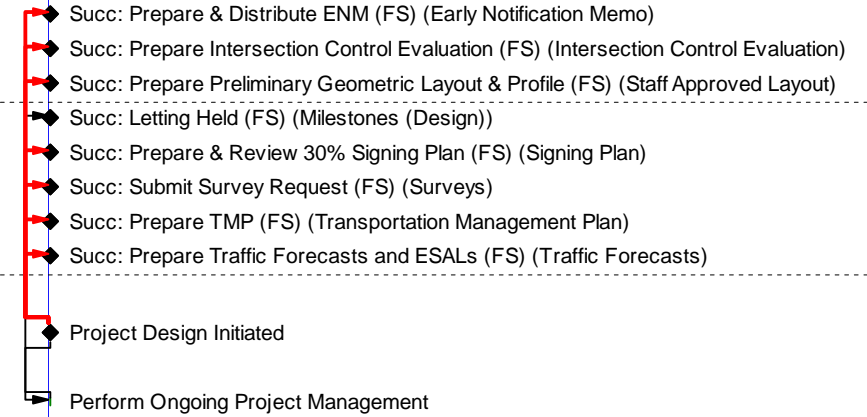 Succ: Prepare & Distribute ENM (FS) (Early Notification Memo)
Succ: Prepare Intersection Control Evaluation (FS) (Intersection Control Evaluation)
Succ: Prepare Preliminary Geometric Layout & Profile (FS) (Staff Approved Layout)
Succ: Letting Held (FS) (Milestones (Design))
Succ: Prepare & Review 30% Signing Plan (FS) (Signing Plan)
Succ: Submit Survey Request (FS) (Surveys)
Succ: Prepare TMP (FS) (Transportation Management Plan)
Succ: Prepare Traffic Forecasts and ESALs (FS) (Traffic Forecasts)
Project Design Initiated
Perform Ongoing Project Management